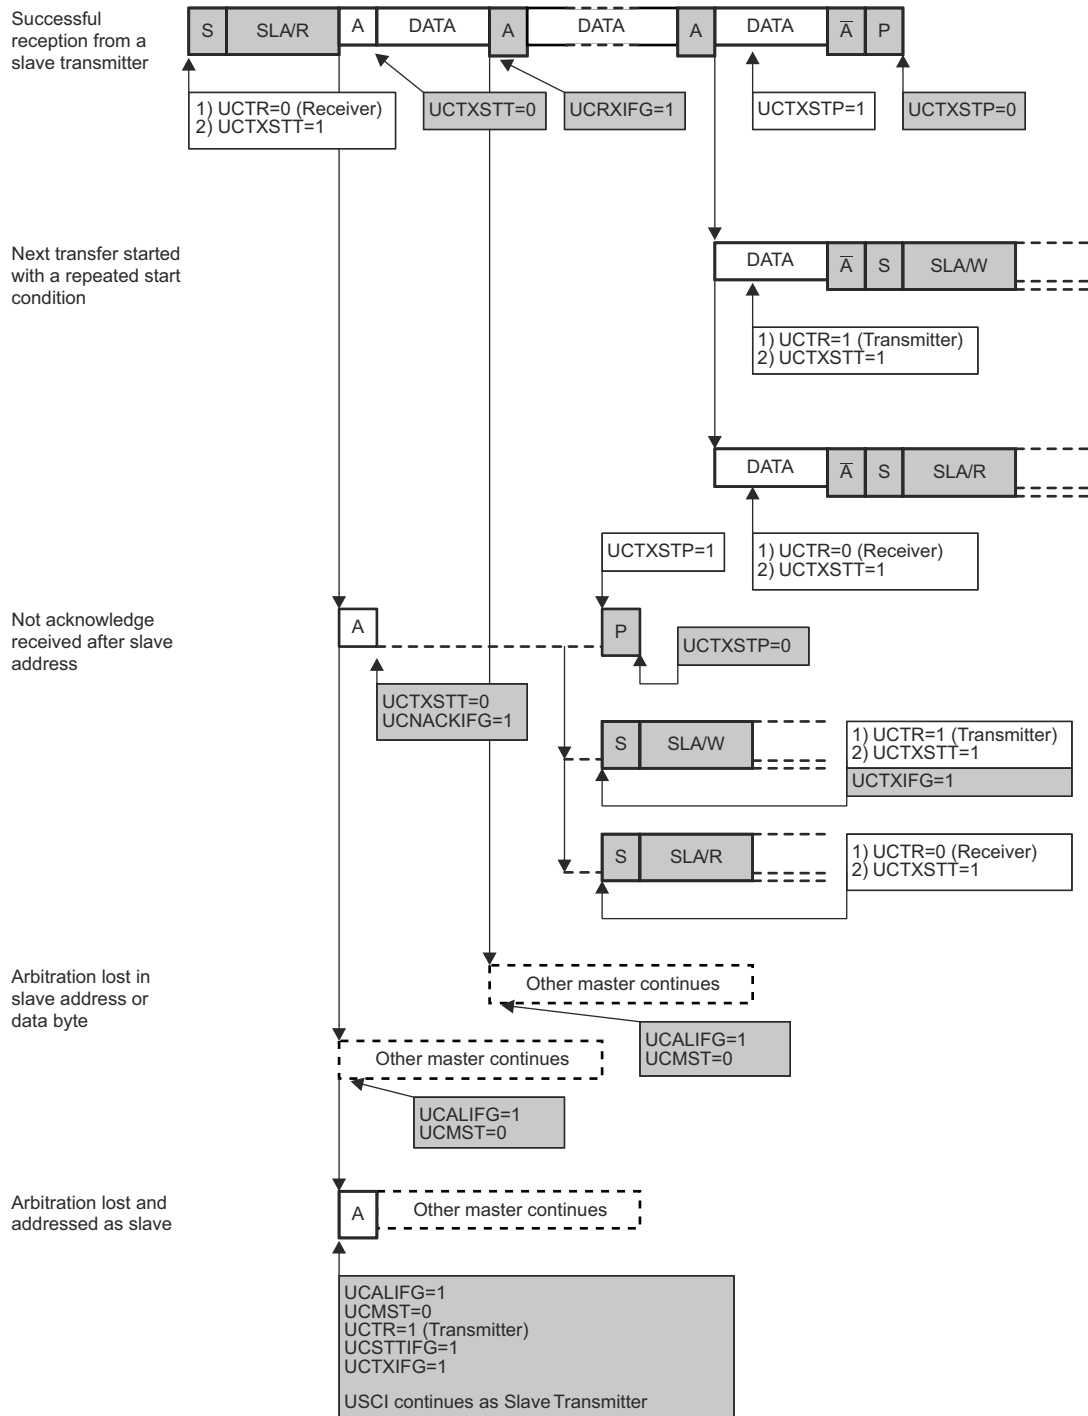 Successful
reception from a
slave transmitter
S SLA/R A DATA A DATA A DATA A̅ P
1) UCTR=0 (Receiver)
2) UCTXSTT=1
UCTXSTT=0
UCRXIFG=1
UCTXSTP=1
UCTXSTP=0
Next transfer started
with a repeated start
condition
DATA A̅ S SLA/W
1) UCTR=1 (Transmitter)
2) UCTXSTT=1
DATA A̅ S SLA/R
1) UCTR=0 (Receiver)
2) UCTXSTT=1
UCTXSTP=1
Not acknowledge
received after slave
address
A
P
UCTXSTP=0
UCTXSTT=0
UCNACKIFG=1
S SLA/W
1) UCTR=1 (Transmitter)
2) UCTXSTT=1
UCTXIFG=1
S SLA/R
1) UCTR=0 (Receiver)
2) UCTXSTT=1
Arbitration lost in
slave address or
data byte
Other master continues
UCALIFG=1
UCMST=0
Other master continues
UCALIFG=1
UCMST=0
Arbitration lost and
addressed as slave
A Other master continues
UCALIFG=1
UCMST=0
UCTR=1 (Transmitter)
UCSTTIFG=1
UCTXIFG=1
USCI continues as Slave Transmitter